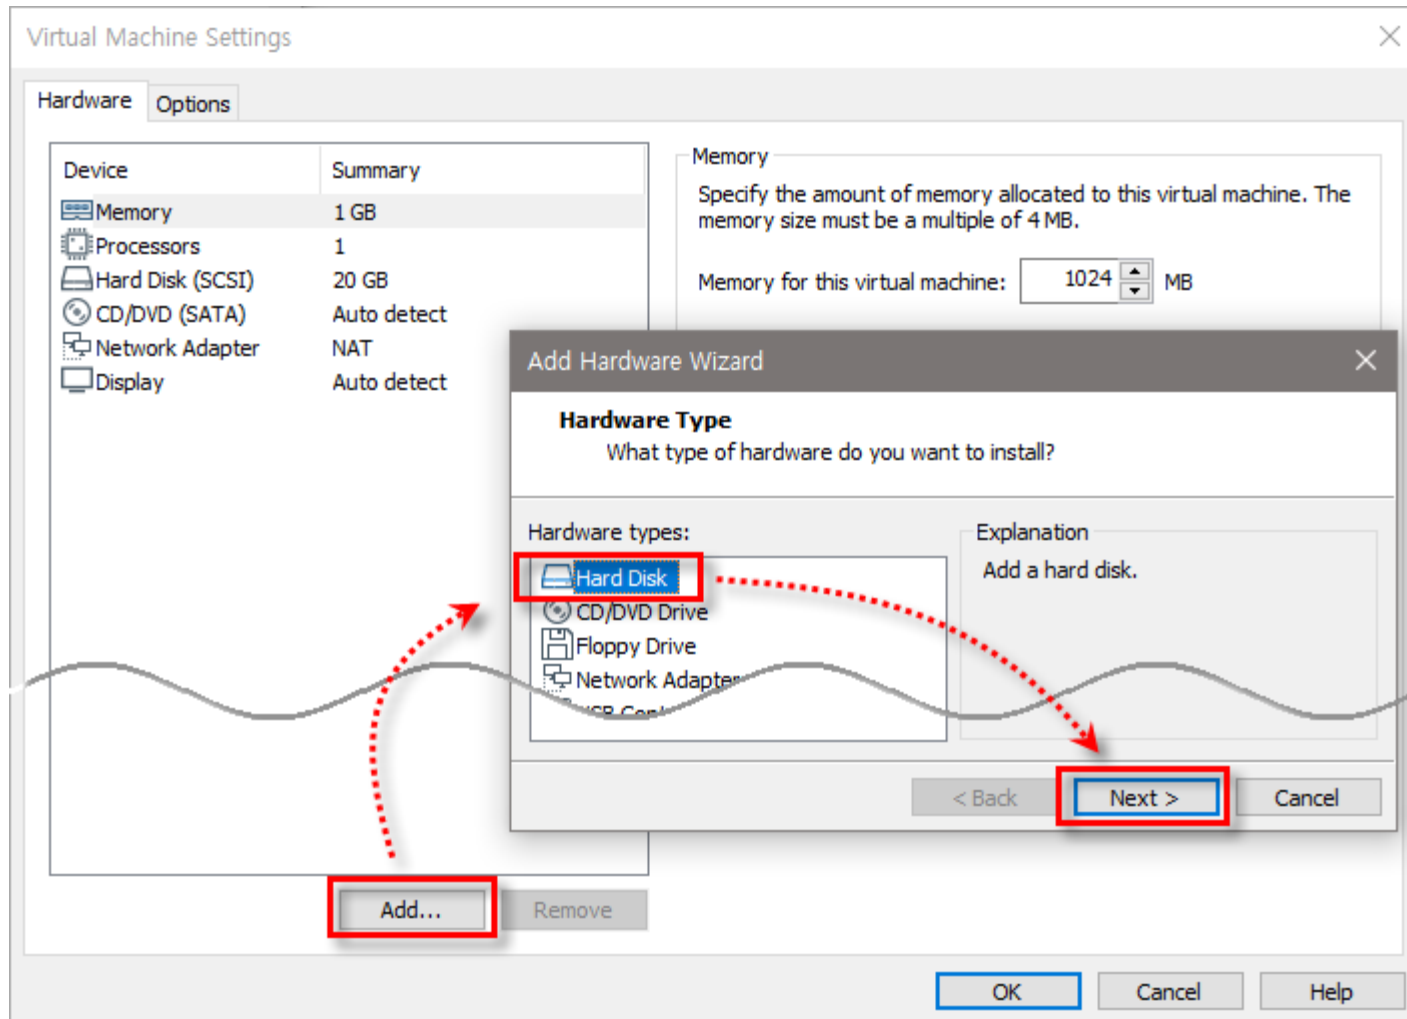 Virtual Machine Settings
Hardware
Options
Device Summary
Memory 1 GB
Processors 1
Hard Disk (SCSI) 20 GB
CD/DVD (SATA) Auto detect
Network Adapter NAT
Display Auto detect
Add...
Remove
Memory
Specify the amount of memory allocated to this virtual machine. The
memory size must be a multiple of 4 MB.
Memory for this virtual machine: 1024 MB
Add Hardware Wizard
Hardware Type
What type of hardware do you want to install?
Hardware types:
Hard Disk
CD/DVD Drive
Floppy Drive
Network Adapter
Explanation
Add a hard disk.
< Back
Next >
Cancel
OK
Cancel
Help